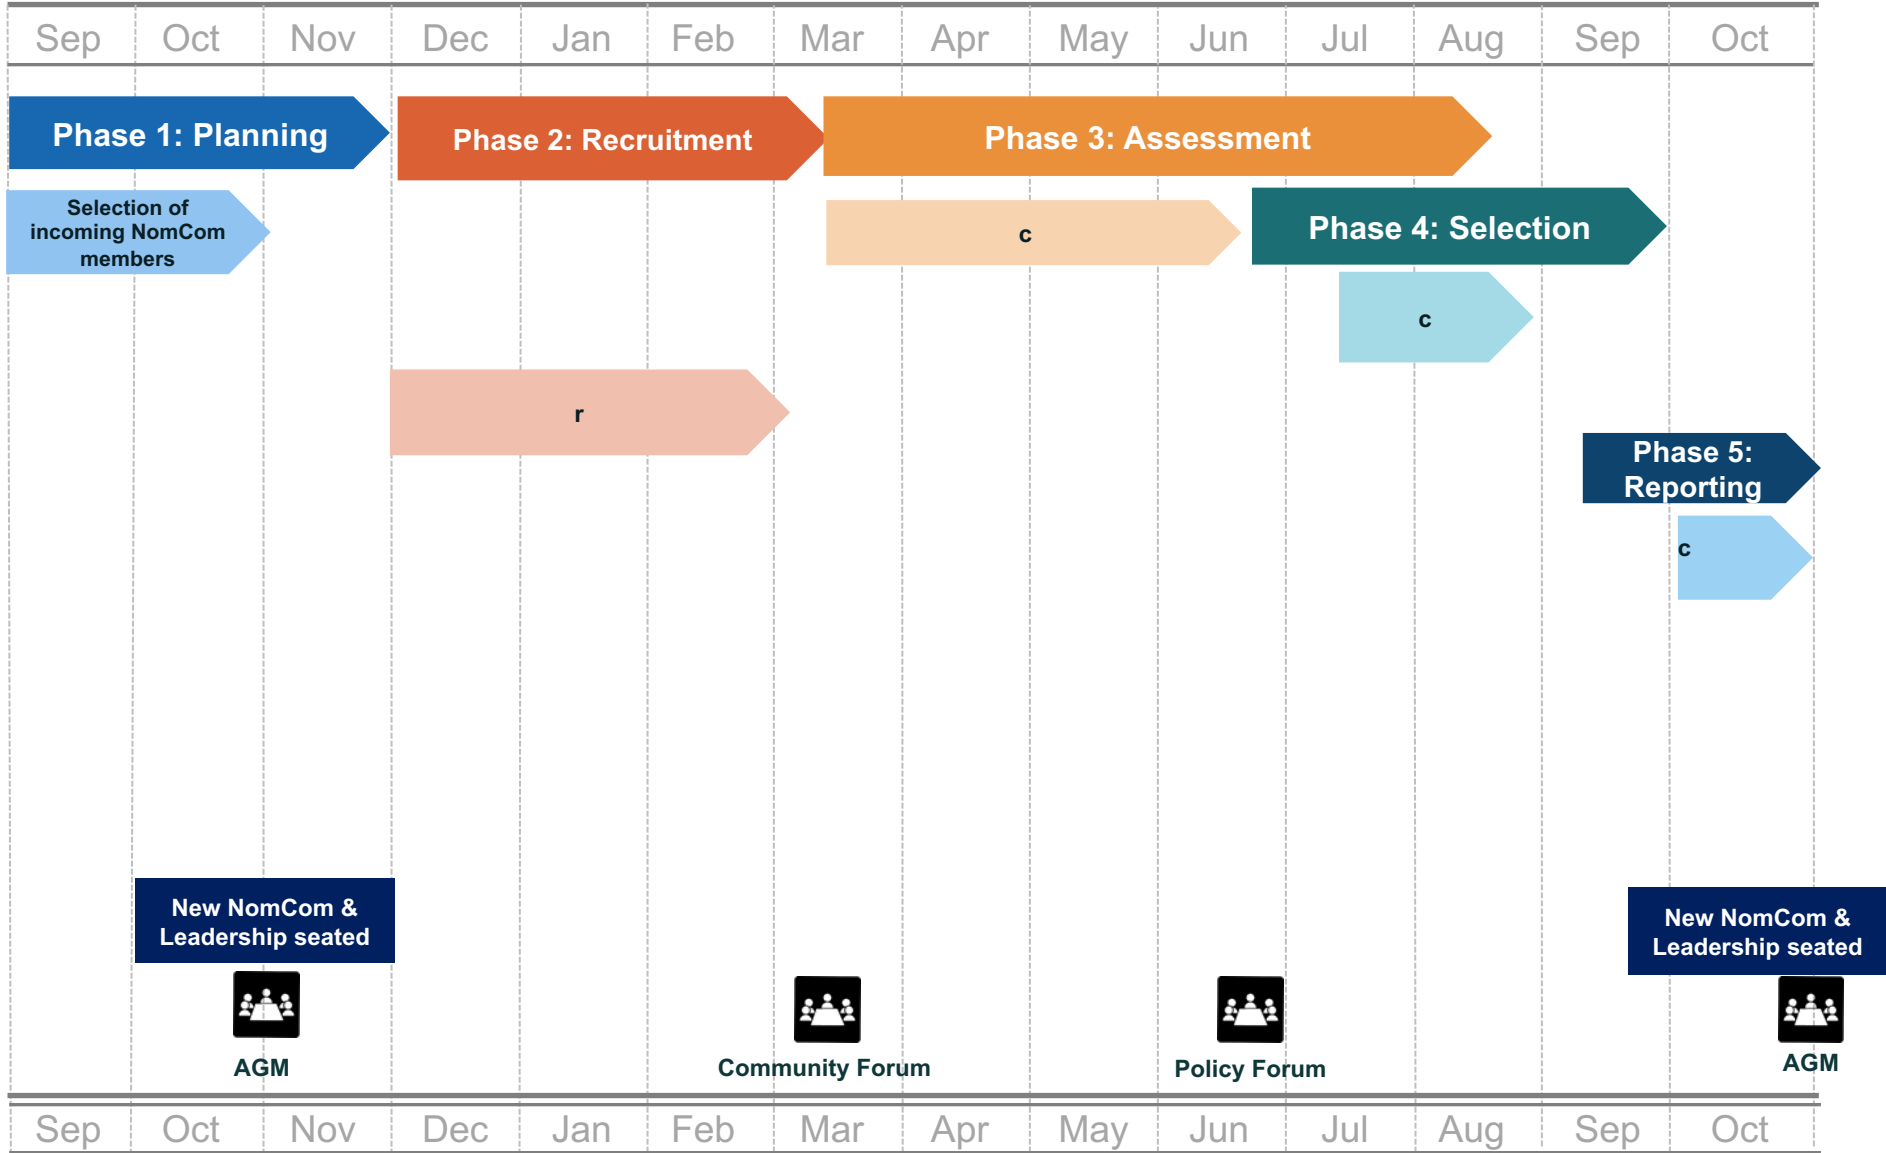 Sep Oct Nov Dec Jan Feb Mar Apr May Jun Jul Aug Sep Oct
Phase 1: Planning
Phase 2: Recruitment
Phase 3: Assessment
Selection of
incoming NomCom
members
c
Phase 4: Selection
c
r
Phase 5:
Reporting
c
New NomCom &
Leadership seated
New NomCom &
Leadership seated
AGM
Community Forum
Policy Forum
AGM
Sep Oct Nov Dec Jan Feb Mar Apr May Jun Jul Aug Sep Oct